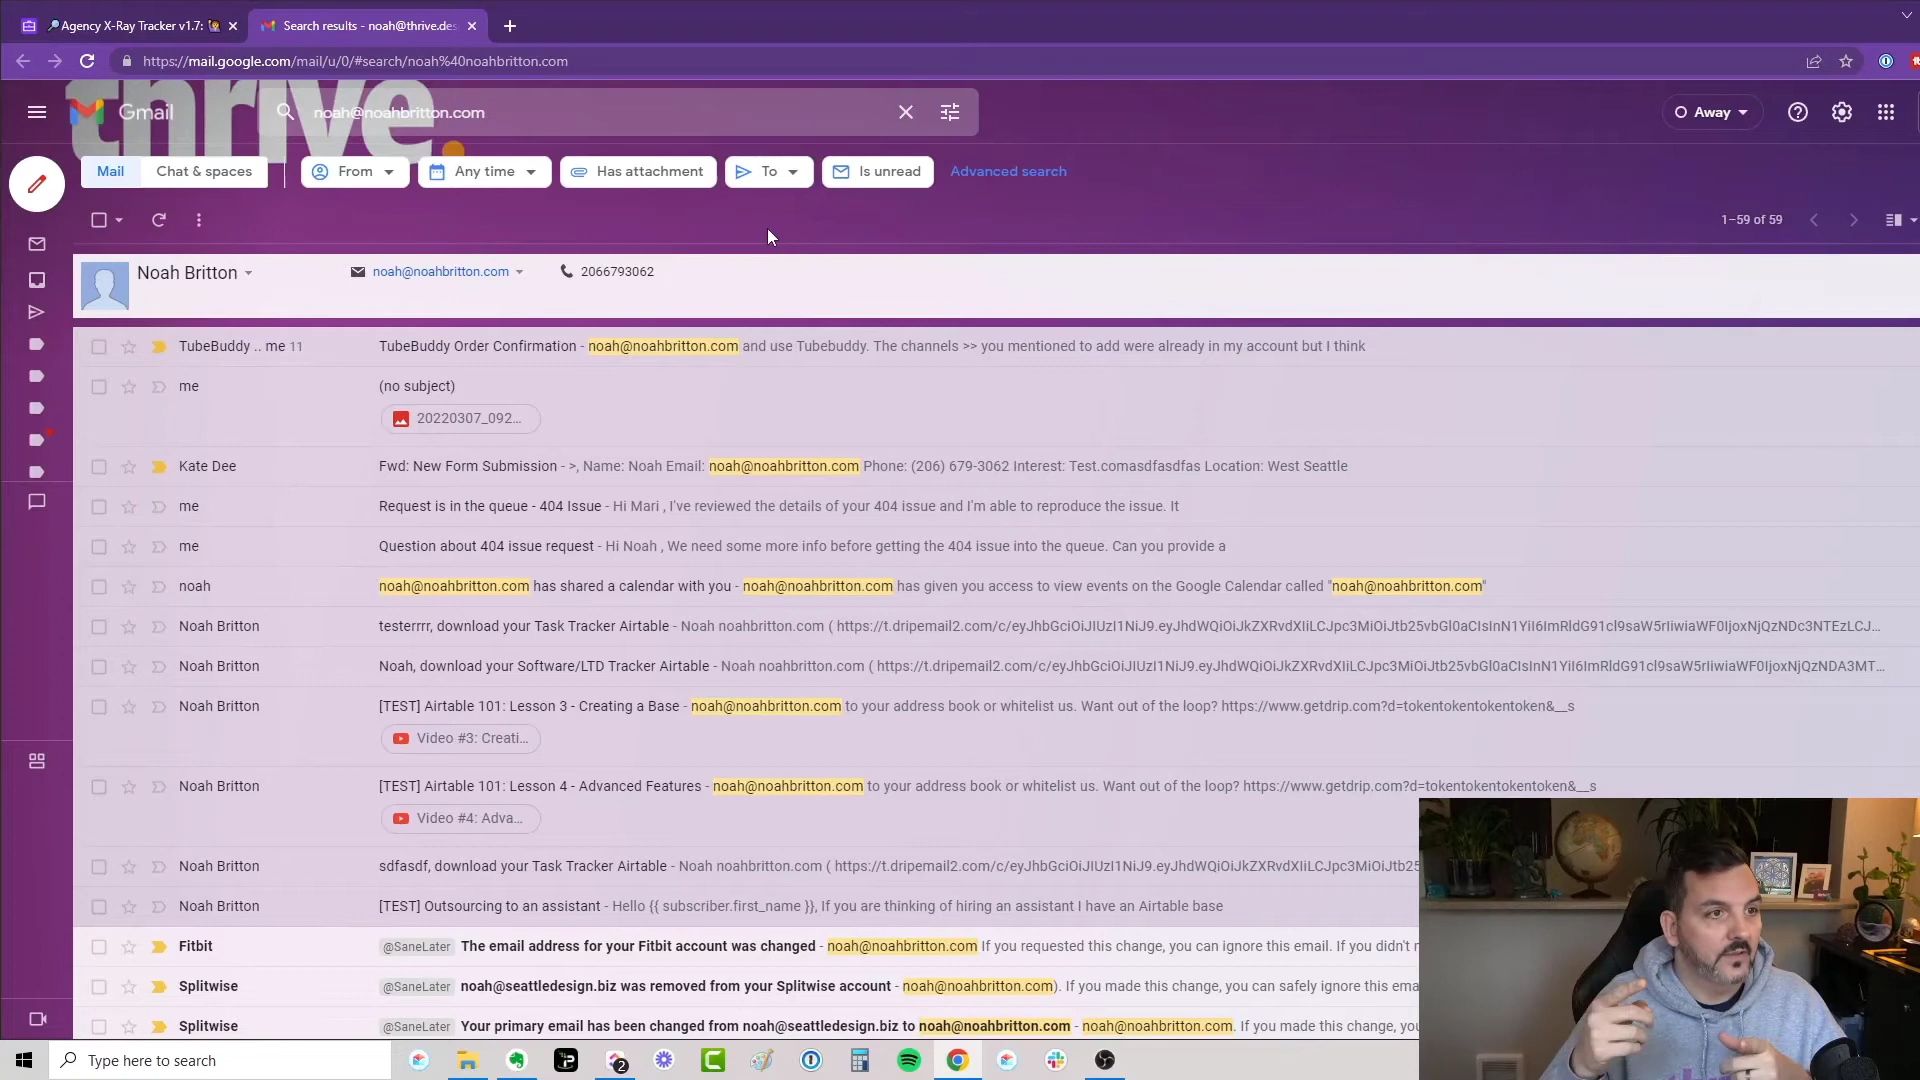 Agency X-Ray Tracker v1.7:
Search results - noah@thrive.des
https://mail.google.com/mail/u/0/#search/noah%40noahbritton.com
thrive.
Gmail
noah@noahbritton.com
Away
Mail
Chat & spaces
From
Any time
Has attachment
To
Is unread
Advanced search
1–59 of 59
Noah Britton
noah@noahbritton.com
2066793062
TubeBuddy .. me 11 TubeBuddy Order Confirmation - noah@noahbritton.com and use Tubebuddy. The channels >> you mentioned to add were already in my account but I think
me (no subject)
20220307_092...
Kate Dee Fwd: New Form Submission - >, Name: Noah Email: noah@noahbritton.com Phone: (206) 679-3062 Interest: Test.comasdfasdfas Location: West Seattle
me Request is in the queue - 404 Issue - Hi Mari , I've reviewed the details of your 404 issue and I'm able to reproduce the issue. It
me Question about 404 issue request - Hi Noah , We need some more info before getting the 404 issue into the queue. Can you provide a
noah noah@noahbritton.com has shared a calendar with you - noah@noahbritton.com has given you access to view events on the Google Calendar called "noah@noahbritton.com"
Noah Britton testerrrr, download your Task Tracker Airtable - Noah noahbritton.com (
Noah Britton Noah, download your Software/LTD Tracker Airtable - Noah noahbritton.com (
Noah Britton [TEST] Airtable 101: Lesson 3 - Creating a Base - noah@noahbritton.com to your address book or whitelist us. Want out of the loop? https://www.getdrip.com?d=tokentokentokentoken&__s
Video #3: Creati...
Noah Britton [TEST] Airtable 101: Lesson 4 - Advanced Features - noah@noahbritton.com to your address book or whitelist us. Want out of the loop? https://www.getdrip.com?d=tokentokentokentoken&__s
Video #4: Adva...
Noah Britton sdfasdf, download your Task Tracker Airtable - Noah noahbritton.com (
Noah Britton [TEST] Outsourcing to an assistant - Hello {{ subscriber.first_name }}, If you are thinking of hiring an assistant I have an Airtable base
Fitbit @SaneLater The email address for your Fitbit account was changed - noah@noahbritton.com If you requested this change, you can ignore this email. If you didn't
Splitwise @SaneLater noah@seattledesign.biz was removed from your Splitwise account - noah@noahbritton.com). If you made this change, you can safely ignore this ema
Splitwise @SaneLater Your primary email has been changed from noah@seattledesign.biz to noah@noahbritton.com - noah@noahbritton.com. If you made this change, you
Type here to search
2